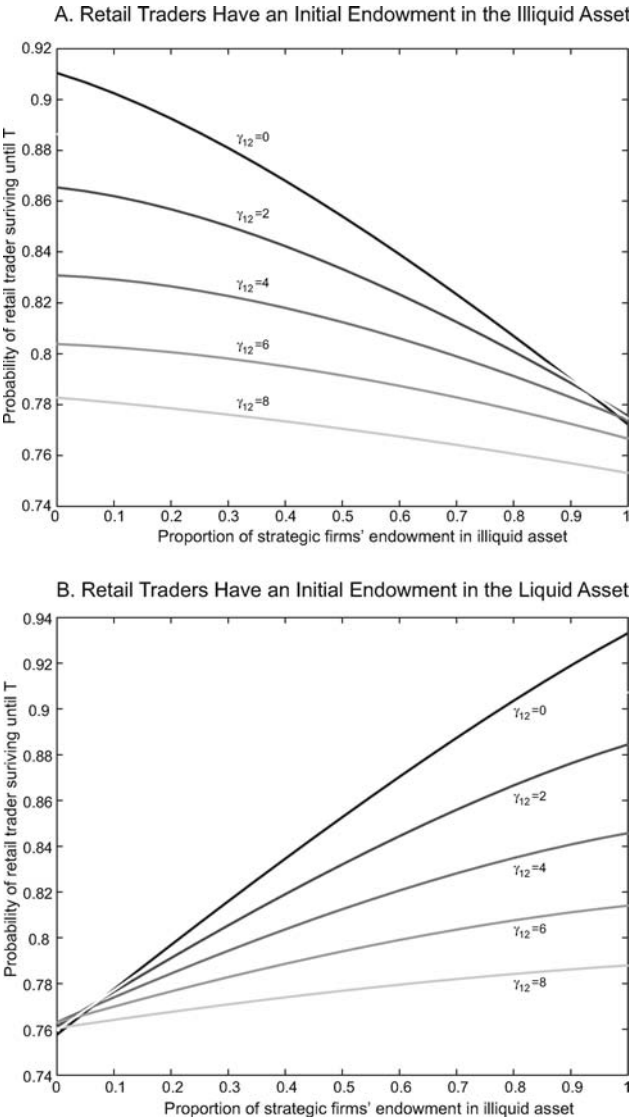 A. Retail Traders Have an Initial Endowment in the Illiquid Asset
0.92
0.9
0.88
0.86
0.84
0.82
0.8
0.78
0.76
0.74
Probability of retail trader suriving until T
γ12=0
γ12=2
γ12=4
γ12=6
γ12=8
0 0.1 0.2 0.3 0.4 0.5 0.6 0.7 0.8 0.9 1
Proportion of strategic firms' endowment in illiquid asset
B. Retail Traders Have an Initial Endowment in the Liquid Asset
0.94
0.92
0.9
0.88
0.86
0.84
0.82
0.8
0.78
0.76
0.74
Probability of retail trader suriving until T
γ12=0
γ12=2
γ12=4
γ12=6
γ12=8
0 0.1 0.2 0.3 0.4 0.5 0.6 0.7 0.8 0.9 1
Proportion of strategic firms' endowment in illiquid asset